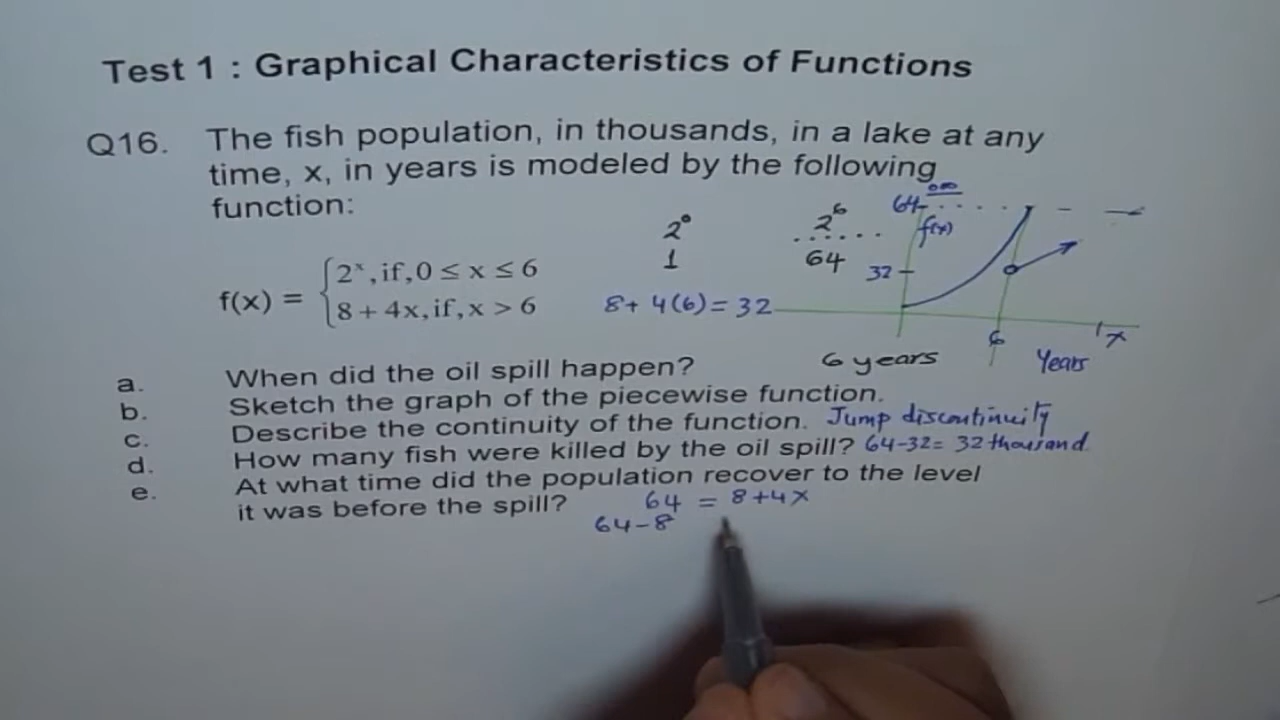 Test 1 : Graphical Characteristics of Functions
Q16. The fish population, in thousands, in a lake at any
time, x, in years is modeled by the following
function:
2⁰ 2⁶ 64 000
1 64 f(x)
f(x) = {2ˣ, if, 0 ≤ x ≤ 6
32
8 + 4x, if, x > 6
8 + 4(6) = 32
6 x
6 years Years
a. When did the oil spill happen?
b. Sketch the graph of the piecewise function.
c. Describe the continuity of the function. Jump discontinuity
d. How many fish were killed by the oil spill? 64-32= 32 thousand
e. At what time did the population recover to the level
it was before the spill? 64 = 8+4x
64-8